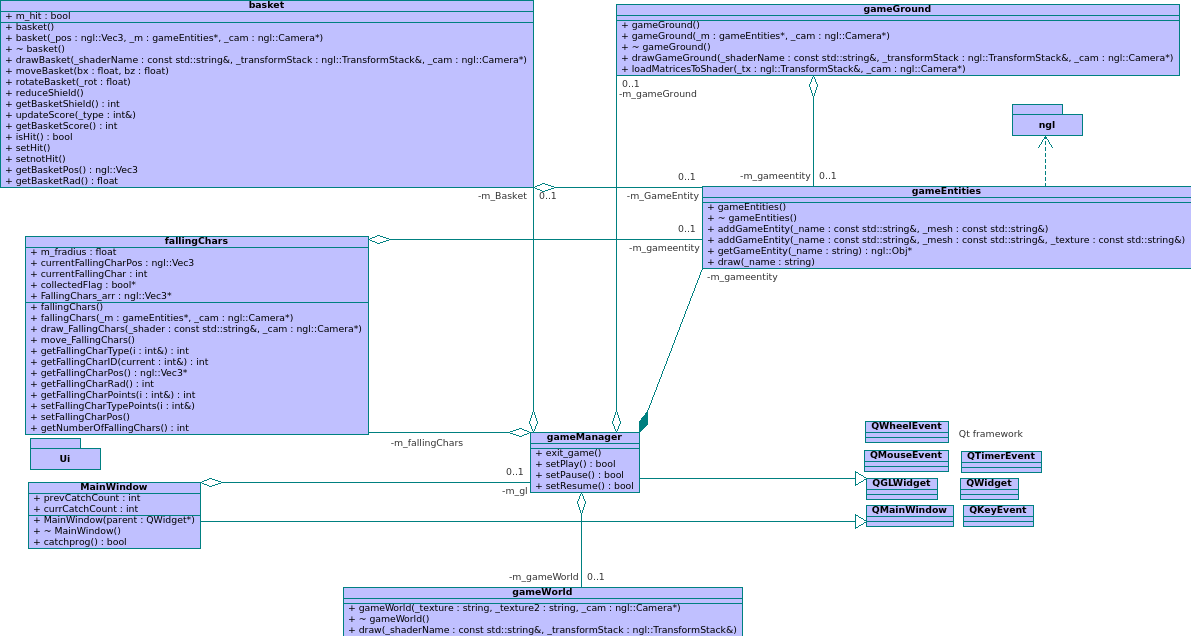 basket
+ m_hit : bool
+ basket()
+ basket(_pos : ngl::Vec3, _m : gameEntities*, _cam : ngl::Camera*)
+ ~ basket()
+ drawBasket(_shaderName : const std::string&, _transformStack : ngl::TransformStack&, _cam : ngl::Camera*)
+ moveBasket(bx : float, bz : float)
+ rotateBasket(_rot : float)
+ reduceShield()
+ getBasketShield() : int
+ updateScore(_type : int&)
+ getBasketScore() : int
+ isHit() : bool
+ setHit()
+ setnotHit()
+ getBasketPos() : ngl::Vec3
+ getBasketRad() : float
gameGround
+ gameGround()
+ gameGround(_m : gameEntities*, _cam : ngl::Camera*)
+ ~ gameGround()
+ drawGameGround(_shaderName : const std::string&, _transformStack : ngl::TransformStack&, _cam : ngl::Camera*)
+ loadMatricesToShader(_tx : ngl::TransformStack&, _cam : ngl::Camera*)
0..1
-m_gameGround
ngl
-m_gameentity 0..1
0..1
-m_Basket 0..1
-m_GameEntity
gameEntities
+ gameEntities()
+ ~ gameEntities()
+ addGameEntity(_name : const std::string&, _mesh : const std::string&)
+ addGameEntity(_name : const std::string&, _mesh : const std::string&, _texture : const std::string&)
+ getGameEntity(_name : string) : ngl::Obj*
+ draw(_name : string)
0..1
-m_gameentity
-m_gameentity
fallingChars
+ m_fradius : float
+ currentFallingCharPos : ngl::Vec3
+ currentFallingChar : int
+ collectedFlag : bool*
+ FallingChars_arr : ngl::Vec3*
+ fallingChars()
+ fallingChars(_m : gameEntities*, _cam : ngl::Camera*)
+ draw_FallingChars(_shader : const std::string&, _cam : ngl::Camera*)
+ move_FallingChars()
+ getFallingCharType(i : int&) : int
+ getFallingCharID(current : int&) : int
+ getFallingCharPos() : ngl::Vec3*
+ getFallingCharRad() : int
+ getFallingCharPoints(i : int&) : int
+ setFallingCharTypePoints(i : int&)
+ setFallingCharPos()
+ getNumberOfFallingChars() : int
-m_fallingChars
gameManager
+ exit_game()
+ setPlay() : bool
+ setPause() : bool
+ setResume() : bool
QWheelEvent
Qt framework
QMouseEvent
QTimerEvent
QGLWidget
QWidget
QMainWindow
QKeyEvent
Ui
0..1
-m_gl
MainWindow
+ prevCatchCount : int
+ currCatchCount : int
+ MainWindow(parent : QWidget*)
+ ~ MainWindow()
+ catchprog() : bool
-m_gameWorld 0..1
gameWorld
+ gameWorld(_texture : string, _texture2 : string, _cam : ngl::Camera*)
+ ~ gameWorld()
+ draw(_shaderName : const std::string&, _transformStack : ngl::TransformStack&)